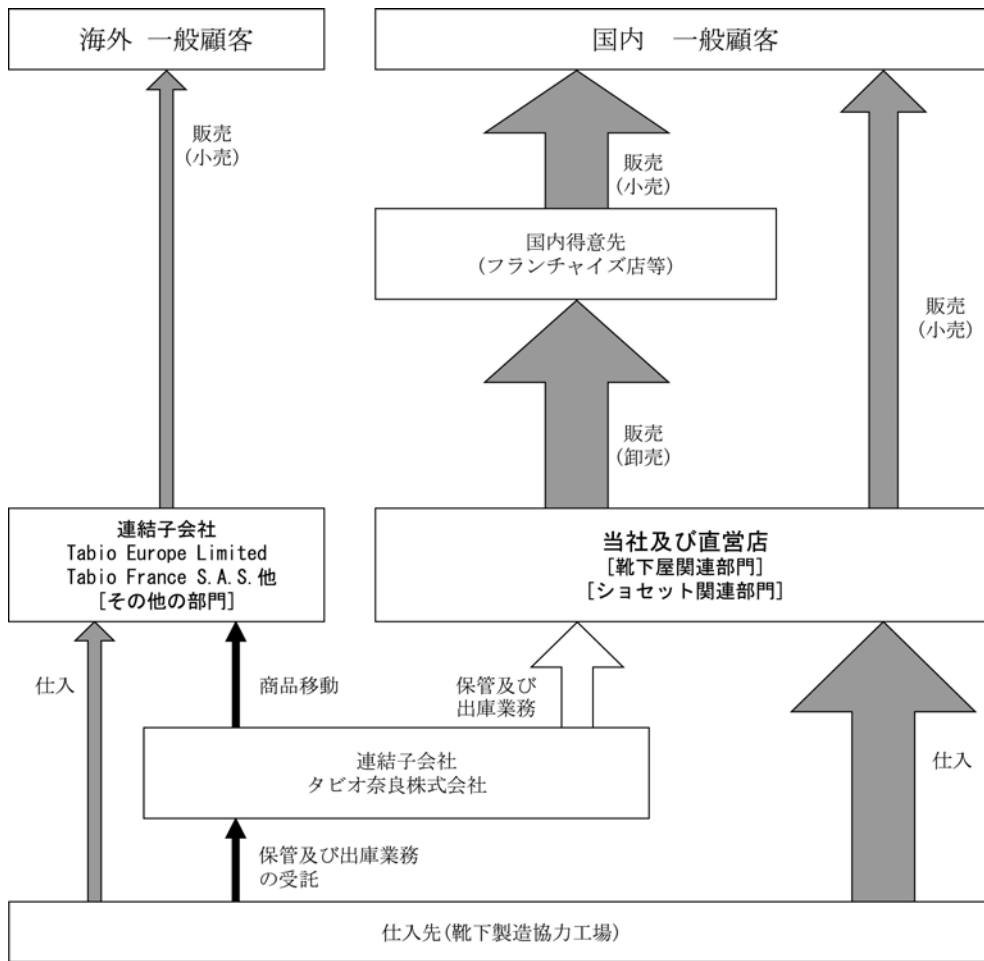 海外 一般顧客
国内 一般顧客
販売
(小売)
販売
(小売)
国内得意先
(フランチャイズ店等)
販売
(小売)
販売
(卸売)
連結子会社
Tabio Europe Limited
Tabio France S.A.S.他
[その他の部門]
当社及び直営店
[靴下屋関連部門]
[ショセット関連部門]
仕入
商品移動
保管及び
出庫業務
仕入
連結子会社
タビオ奈良株式会社
保管及び出庫業務
の受託
仕入先(靴下製造協力工場)